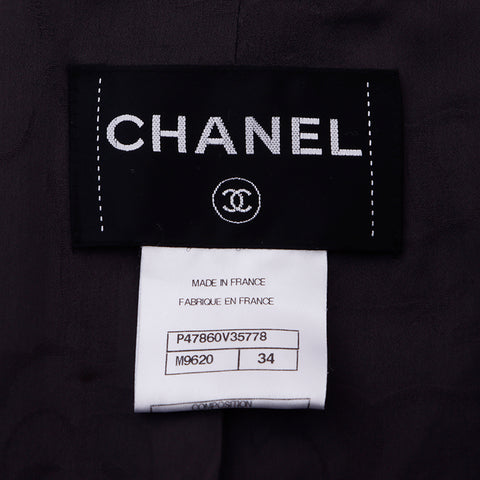 CHANEL
MADE IN FRANCE
FABRIQUE EN FRANCE
P47860V35778
M9620 34
COMPOSITION